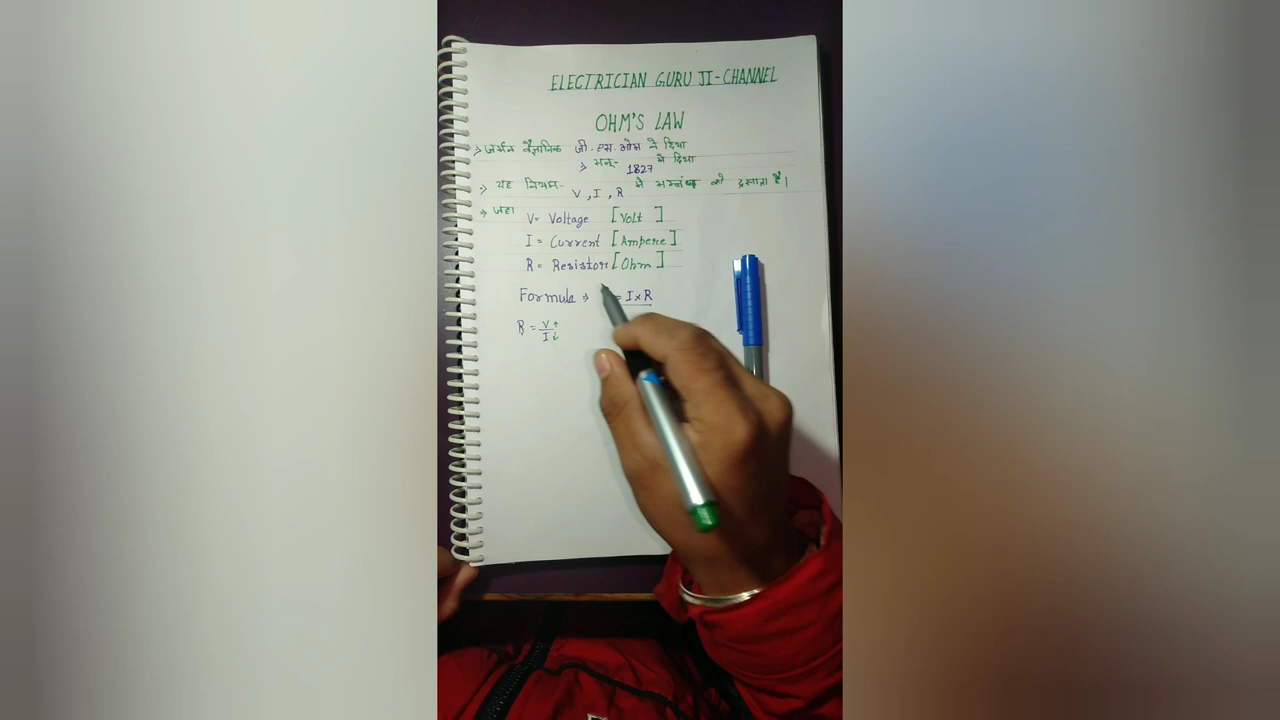 ELECTRICIAN GURU JI-CHANNEL
OHM'S LAW
⇒ जर्मन वैज्ञानिक जी.एस.ओम ने दिया
⇒ सन्- 1827 में दिया
⇒ यह नियम- V , I , R में सम्बंध को दर्शाता है।
⇒ जहा
V= Voltage [Volt]
I = Current [Ampere]
R= Resistor [Ohm]
Formula ⇒ = I×R
R = V↑/I↓